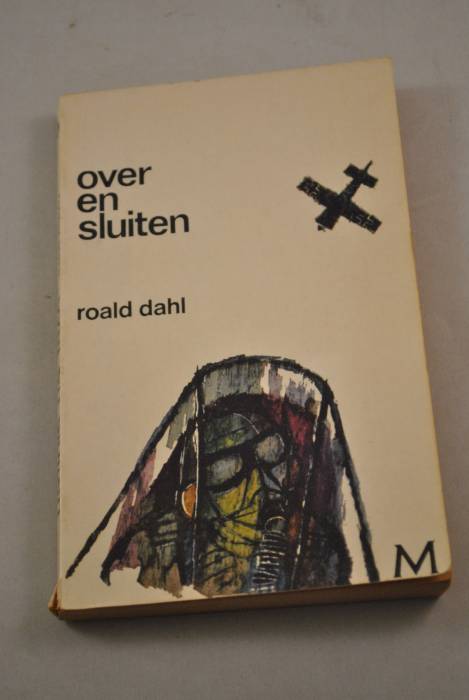 over
en
sluiten
roald dahl
M